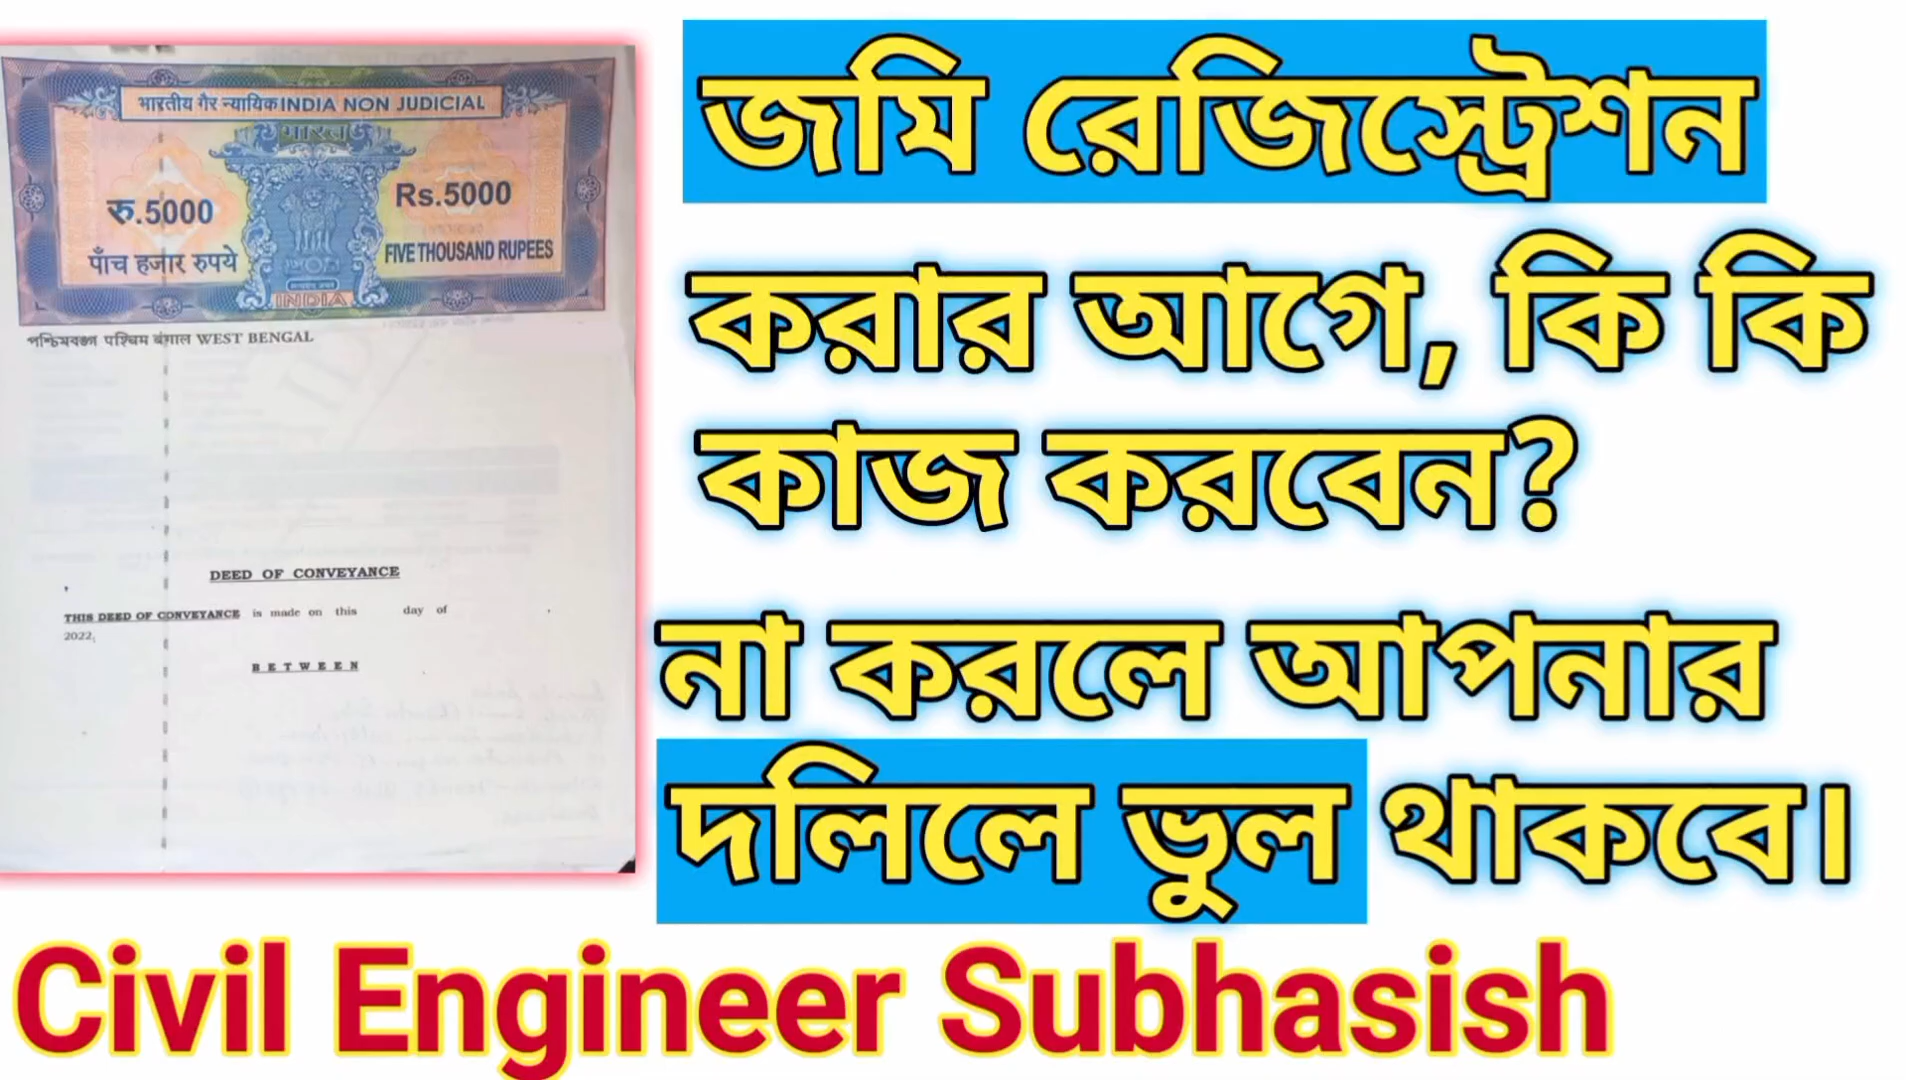 भारतीय गैर न्यायिक INDIA NON JUDICIAL
भारत
रु.5000
Rs.5000
पाँच हजार रुपये
FIVE THOUSAND RUPEES
INDIA
পশ্চিমবঙ্গ पश्चिम बंगाल WEST BENGAL
DEED OF CONVEYANCE
THIS DEED OF CONVEYANCE is made on this day of
2022,
BETWEEN
জমি রেজিস্ট্রেশন
করার আগে, কি কি
কাজ করবেন?
না করলে আপনার
দলিলে ভুল থাকবে।
Civil Engineer Subhasish